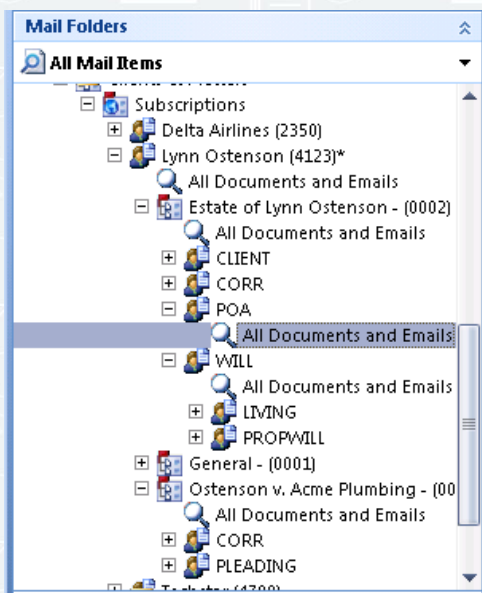 Mail Folders
All Mail Items
Subscriptions
Delta Airlines (2350)
Lynn Ostenson (4123)*
All Documents and Emails
Estate of Lynn Ostenson - (0002)
All Documents and Emails
CLIENT
CORR
POA
All Documents and Emails
WILL
All Documents and Emails
LIVING
PROPWILL
General - (0001)
Ostenson v. Acme Plumbing - (00
All Documents and Emails
CORR
PLEADING